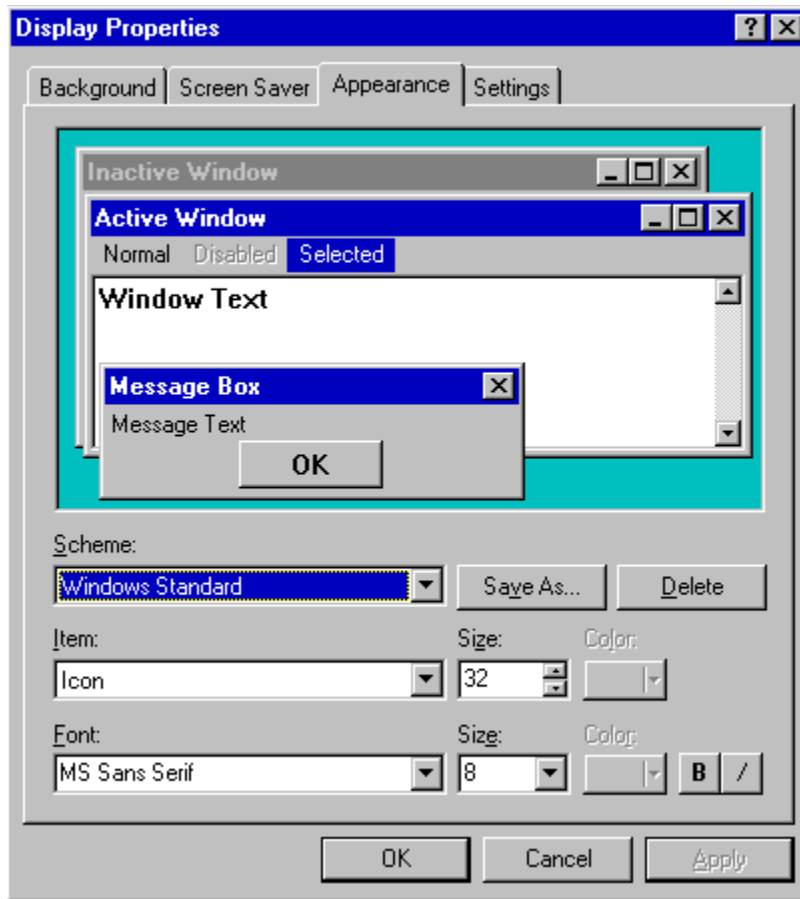 Display Properties
Background Screen Saver Appearance Settings
Inactive Window
Active Window
Normal Disabled Selected
Window Text
Message Box
Message Text
OK
Scheme:
Windows Standard Save As... Delete
Item: Size: Color:
Icon 32
Font: Size: Color:
MS Sans Serif 8 B /
OK Cancel Apply